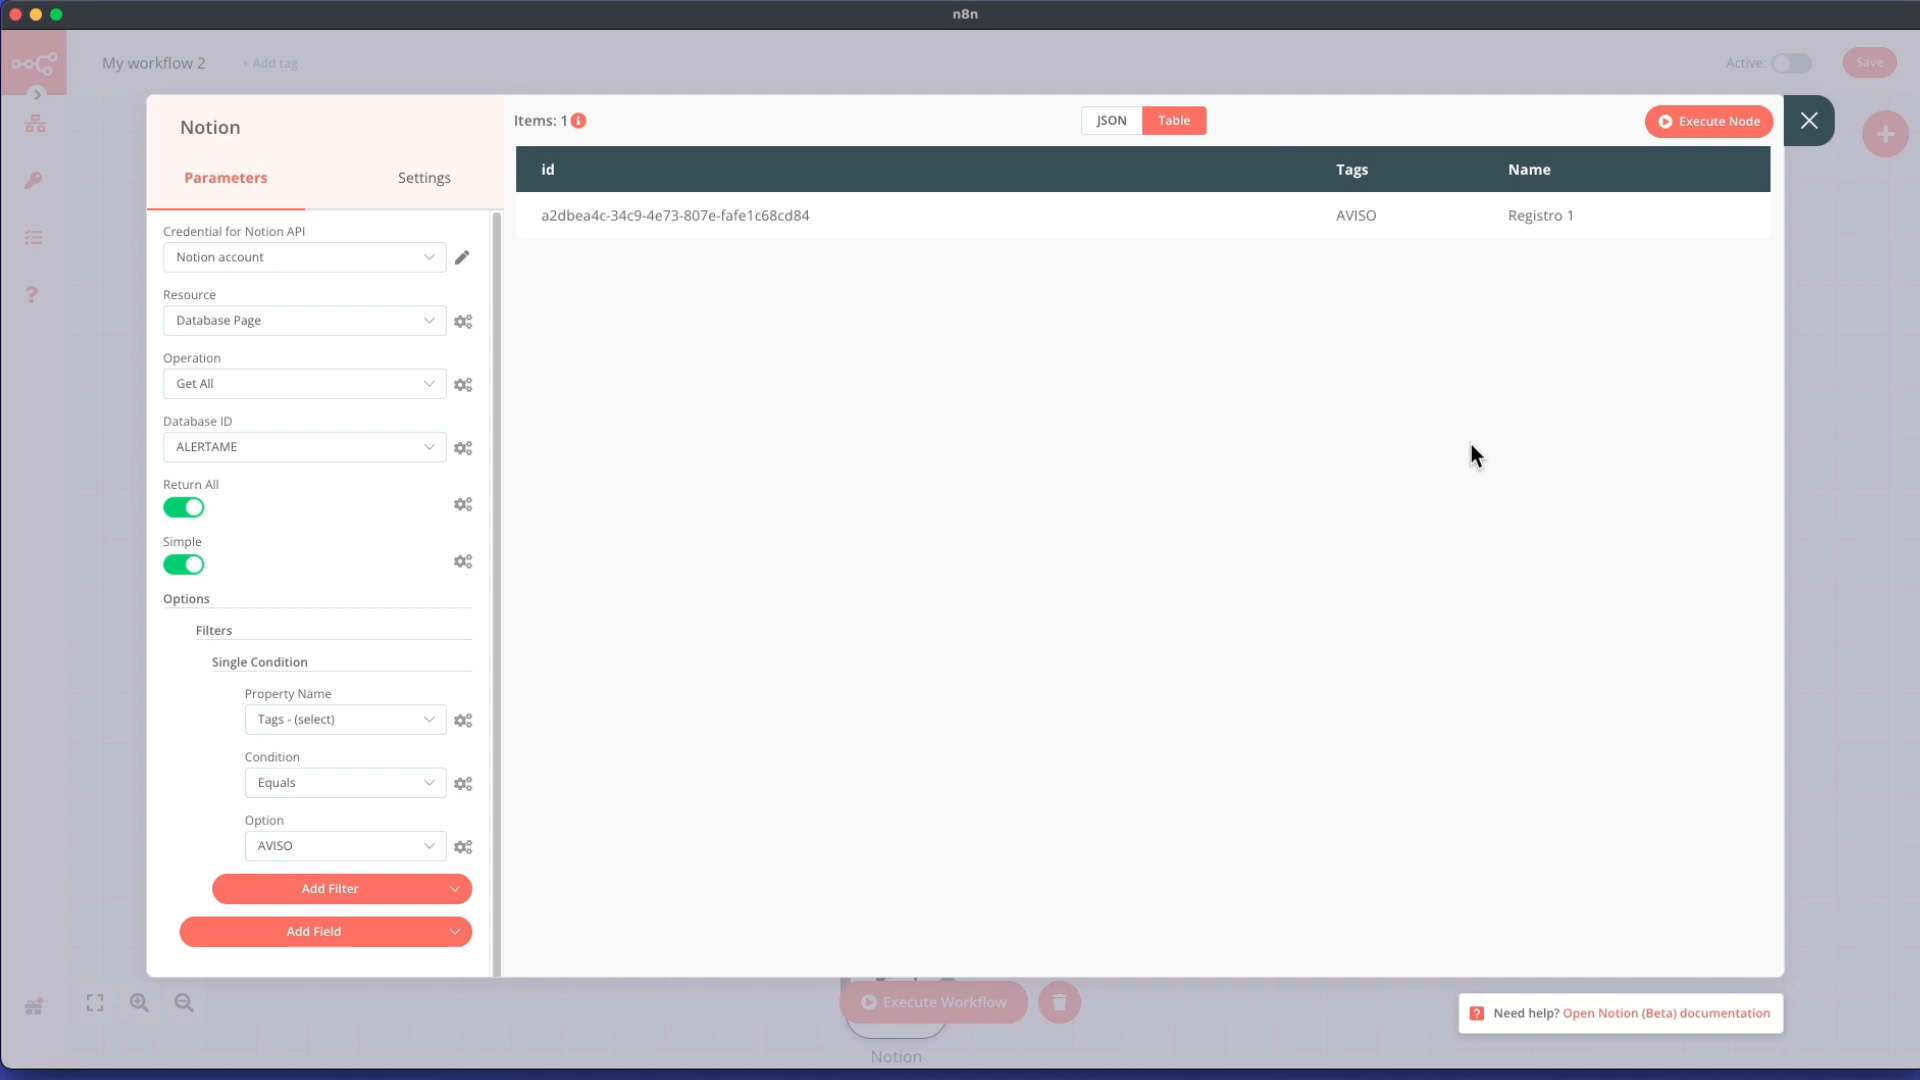 n8n
My workflow 2
+ Add tag
Active:
Save
Notion
Parameters
Settings
Credential for Notion API
Notion account
Resource
Database Page
Operation
Get All
Database ID
ALERTAME
Return All
Simple
Options
Filters
Single Condition
Property Name
Tags - (select)
Condition
Equals
Option
AVISO
Add Filter
Add Field
Items: 1
JSON
Table
Execute Node
id
Tags
Name
a2dbea4c-34c9-4e73-807e-fafe1c68cd84
AVISO
Registro 1
Execute Workflow
Notion
Need help? Open Notion (Beta) documentation